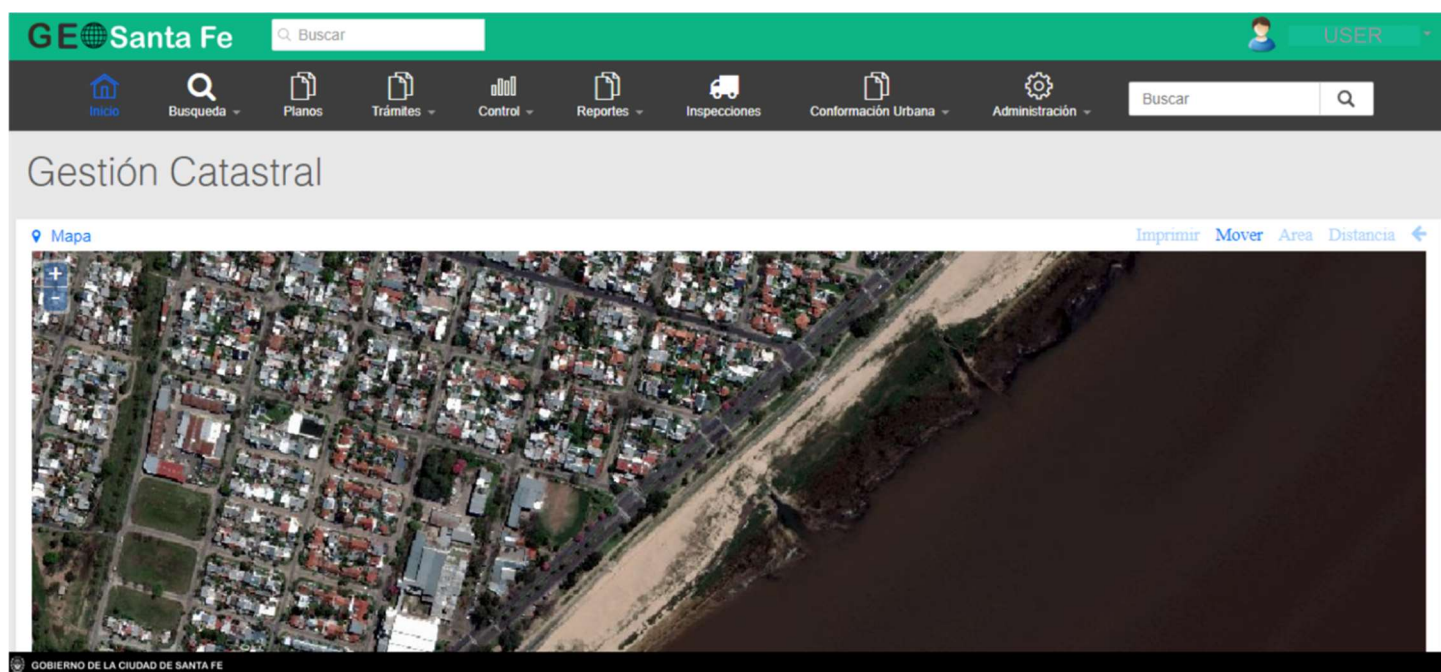 GE Santa Fe Buscar USER
Inicio Busqueda Planos Trámites Control Reportes Inspecciones Conformación Urbana Administración Buscar
Gestión Catastral
Mapa Imprimir Mover Area Distancia
+
-
GOBIERNO DE LA CIUDAD DE SANTA FE